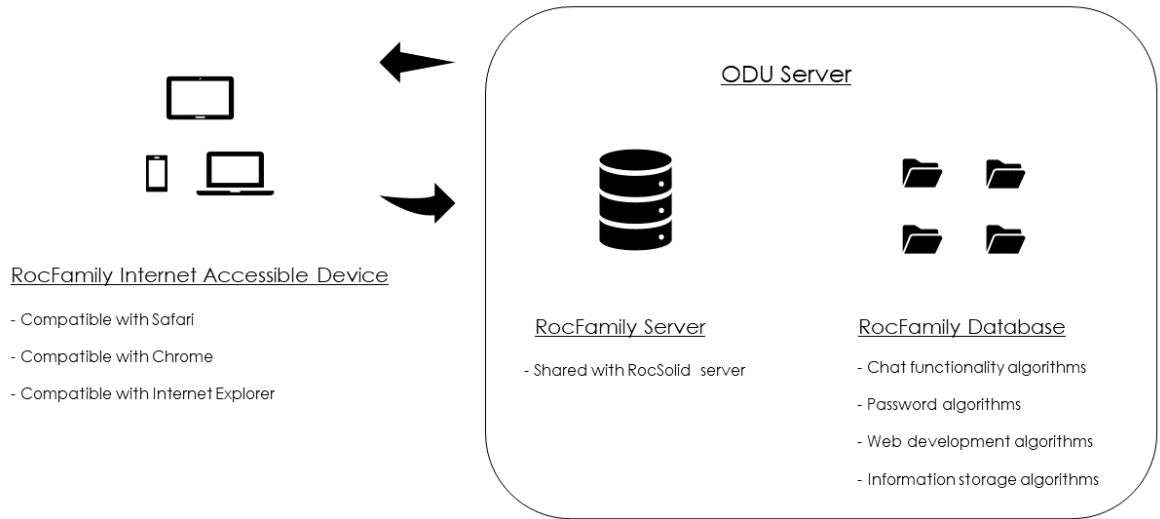 ODU Server
RocFamily Internet Accessible Device
- Compatible with Safari
- Compatible with Chrome
- Compatible with Internet Explorer
RocFamily Server
- Shared with RocSolid server
RocFamily Database
- Chat functionality algorithms
- Password algorithms
- Web development algorithms
- Information storage algorithms